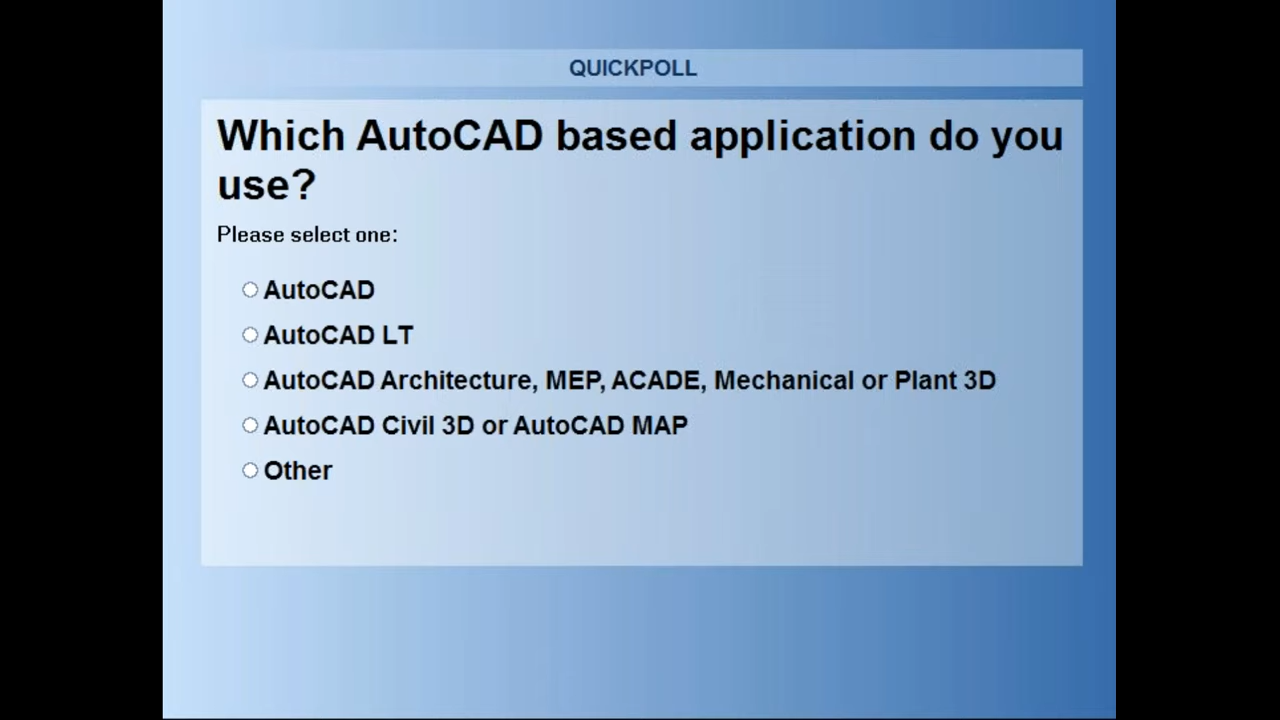 QUICKPOLL
Which AutoCAD based application do you
use?
Please select one:
AutoCAD
AutoCAD LT
AutoCAD Architecture, MEP, ACADE, Mechanical or Plant 3D
AutoCAD Civil 3D or AutoCAD MAP
Other